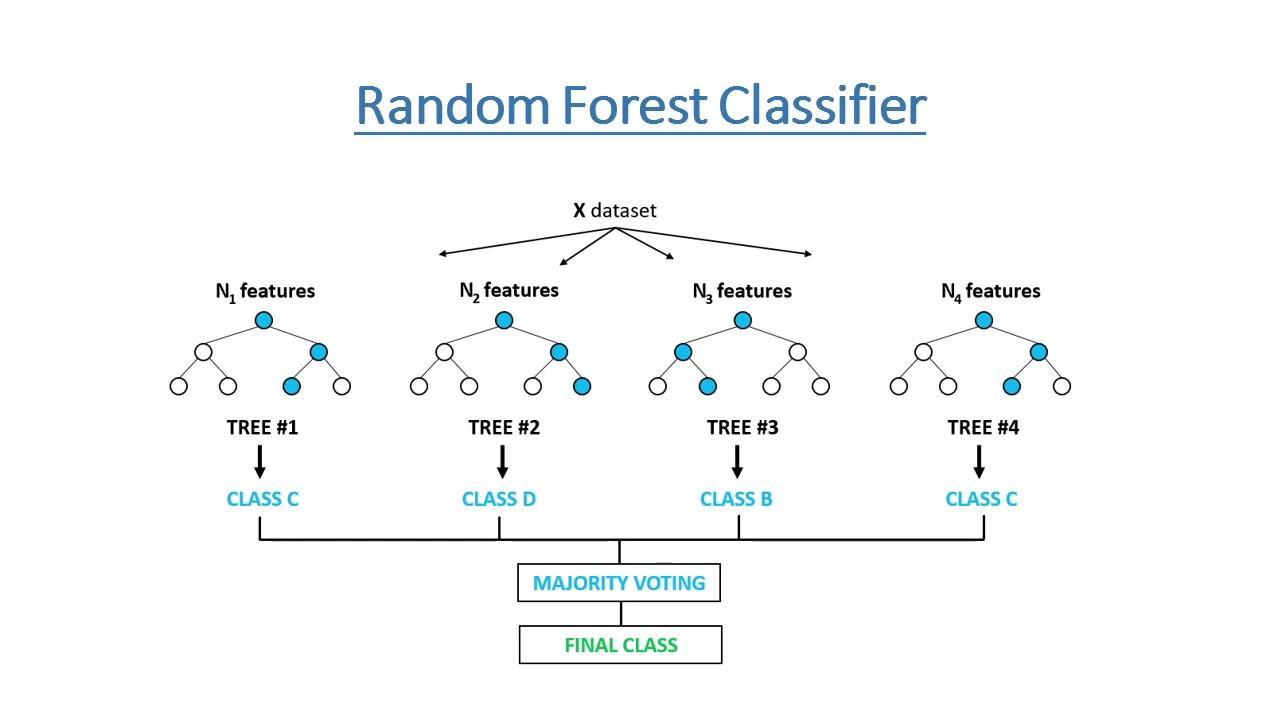 Random Forest Classifier
X dataset
N₁ features N₂ features N₃ features N₄ features
TREE #1 TREE #2 TREE #3 TREE #4
CLASS C CLASS D CLASS B CLASS C
MAJORITY VOTING
FINAL CLASS